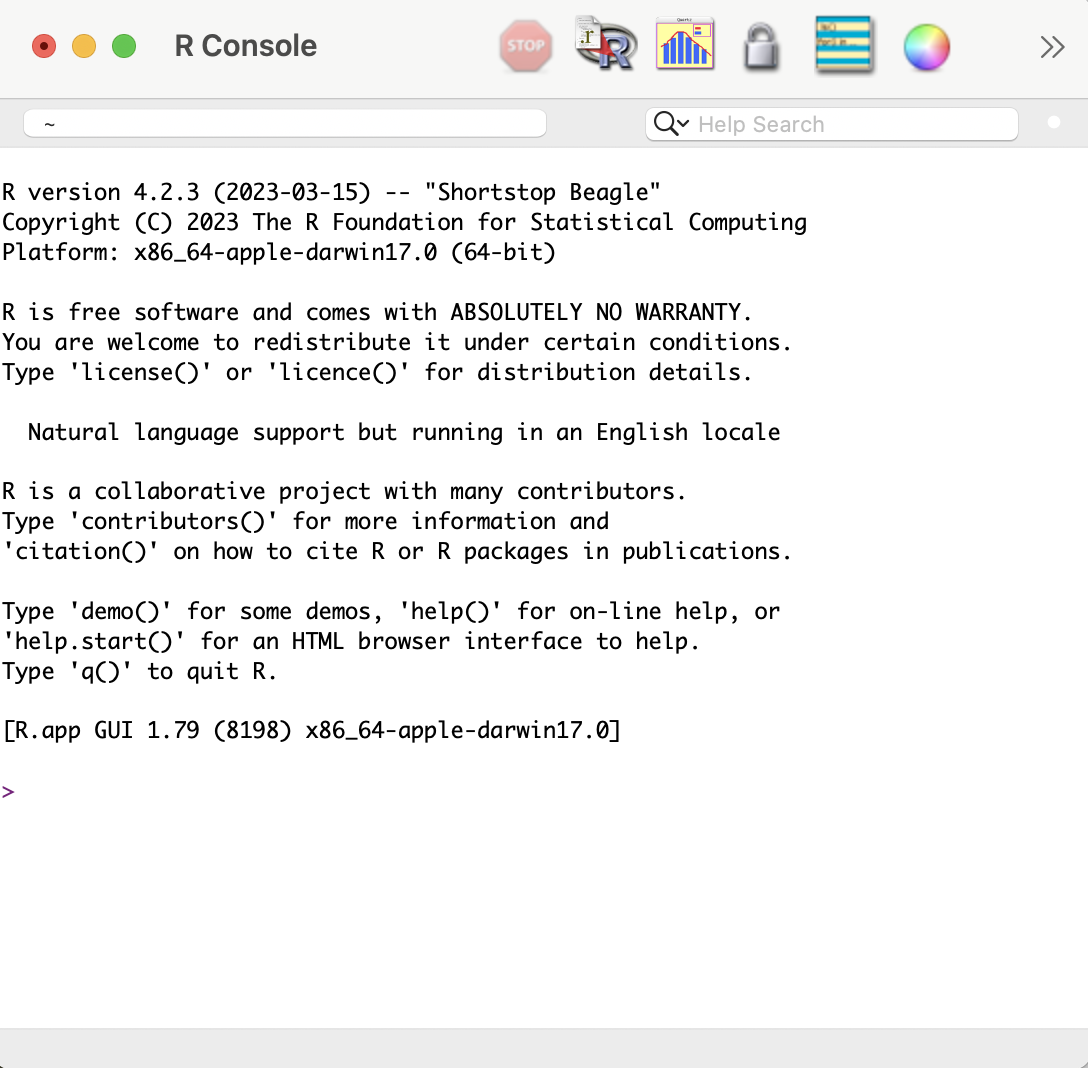 R Console
STOP
~
Help Search
R version 4.2.3 (2023-03-15) -- "Shortstop Beagle"
Copyright (C) 2023 The R Foundation for Statistical Computing
Platform: x86_64-apple-darwin17.0 (64-bit)
R is free software and comes with ABSOLUTELY NO WARRANTY.
You are welcome to redistribute it under certain conditions.
Type 'license()' or 'licence()' for distribution details.
Natural language support but running in an English locale
R is a collaborative project with many contributors.
Type 'contributors()' for more information and
'citation()' on how to cite R or R packages in publications.
Type 'demo()' for some demos, 'help()' for on-line help, or
'help.start()' for an HTML browser interface to help.
Type 'q()' to quit R.
[R.app GUI 1.79 (8198) x86_64-apple-darwin17.0]
>